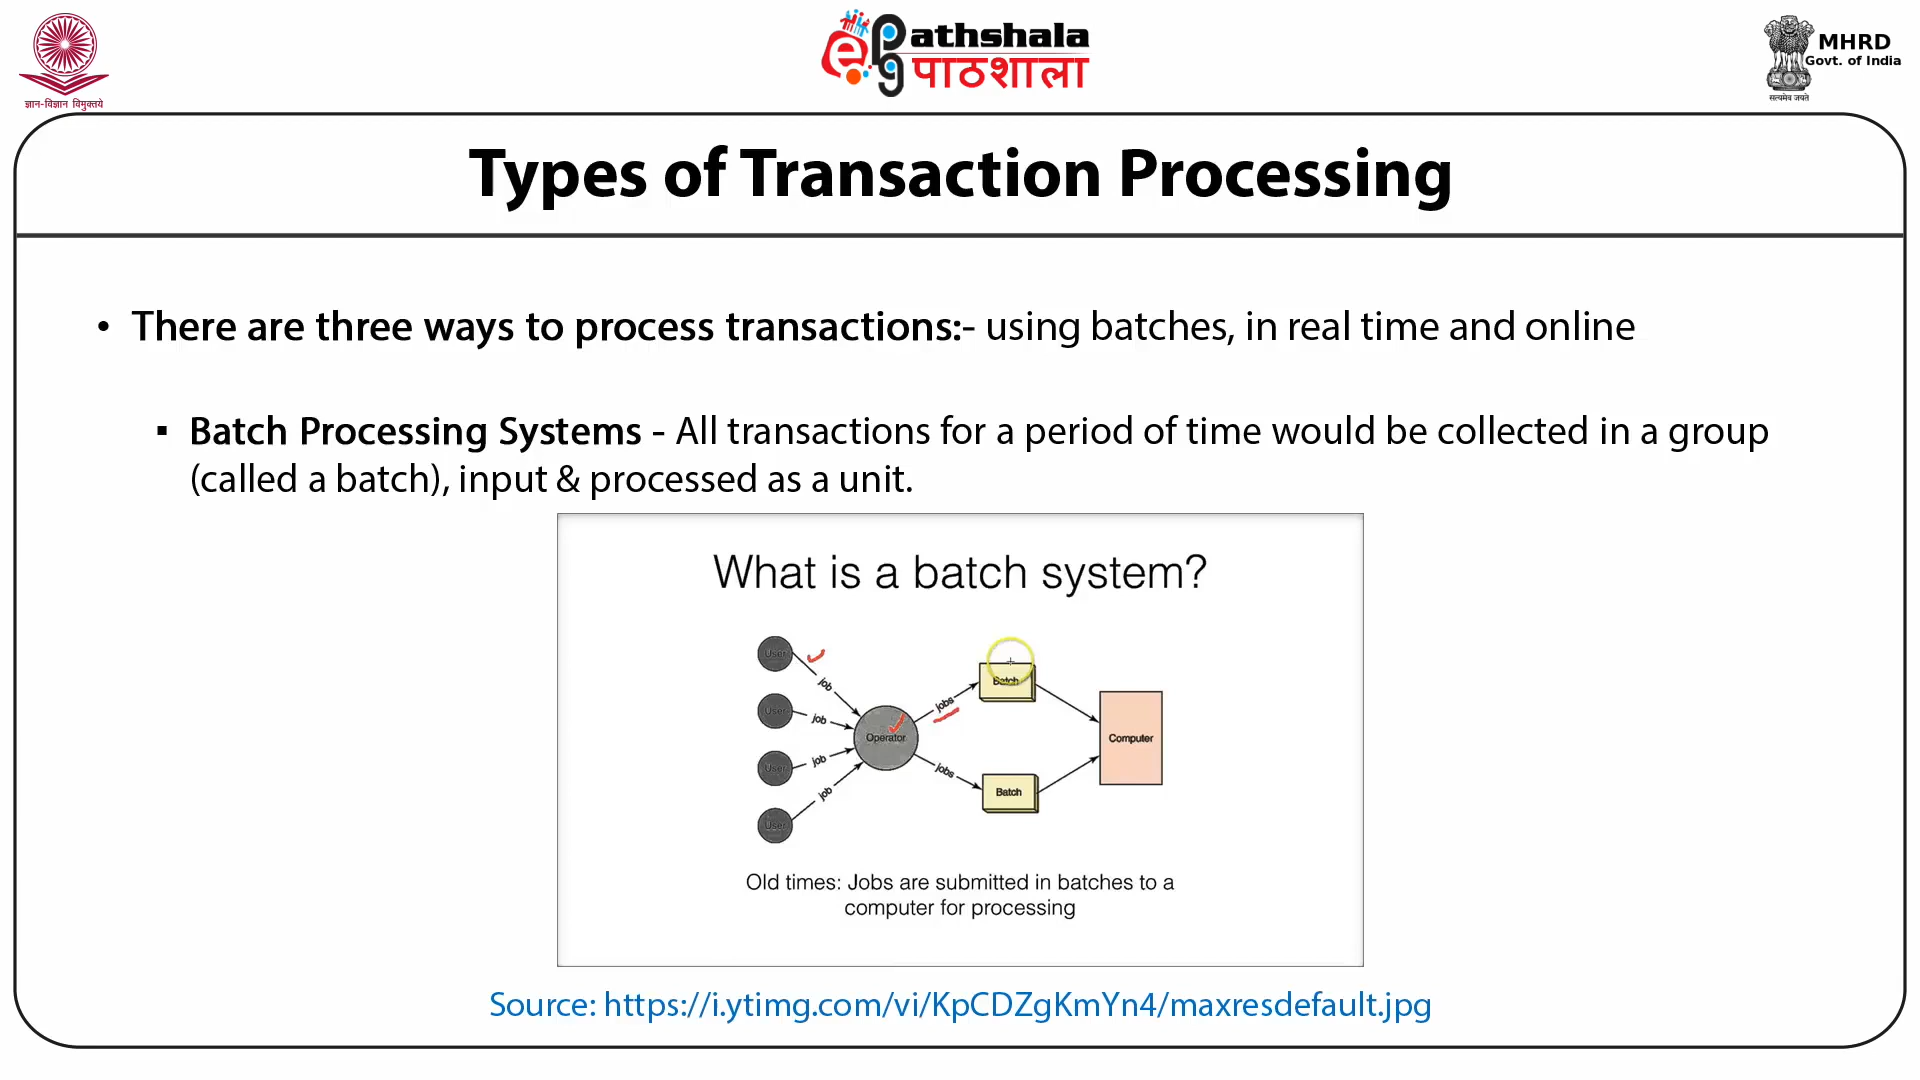 ज्ञान-विज्ञान विमुक्तये
ePathshala
पाठशाला
MHRD
Govt. of India
सत्यमेव जयते
Types of Transaction Processing
• There are three ways to process transactions:- using batches, in real time and online
▪ Batch Processing Systems - All transactions for a period of time would be collected in a group
(called a batch), input & processed as a unit.
What is a batch system?
User
job
User
job
User
job
User
job
Operator
jobs
jobs
Batch
Batch
Computer
Old times: Jobs are submitted in batches to a
computer for processing
Source: https://i.ytimg.com/vi/KpCDZgKmYn4/maxresdefault.jpg